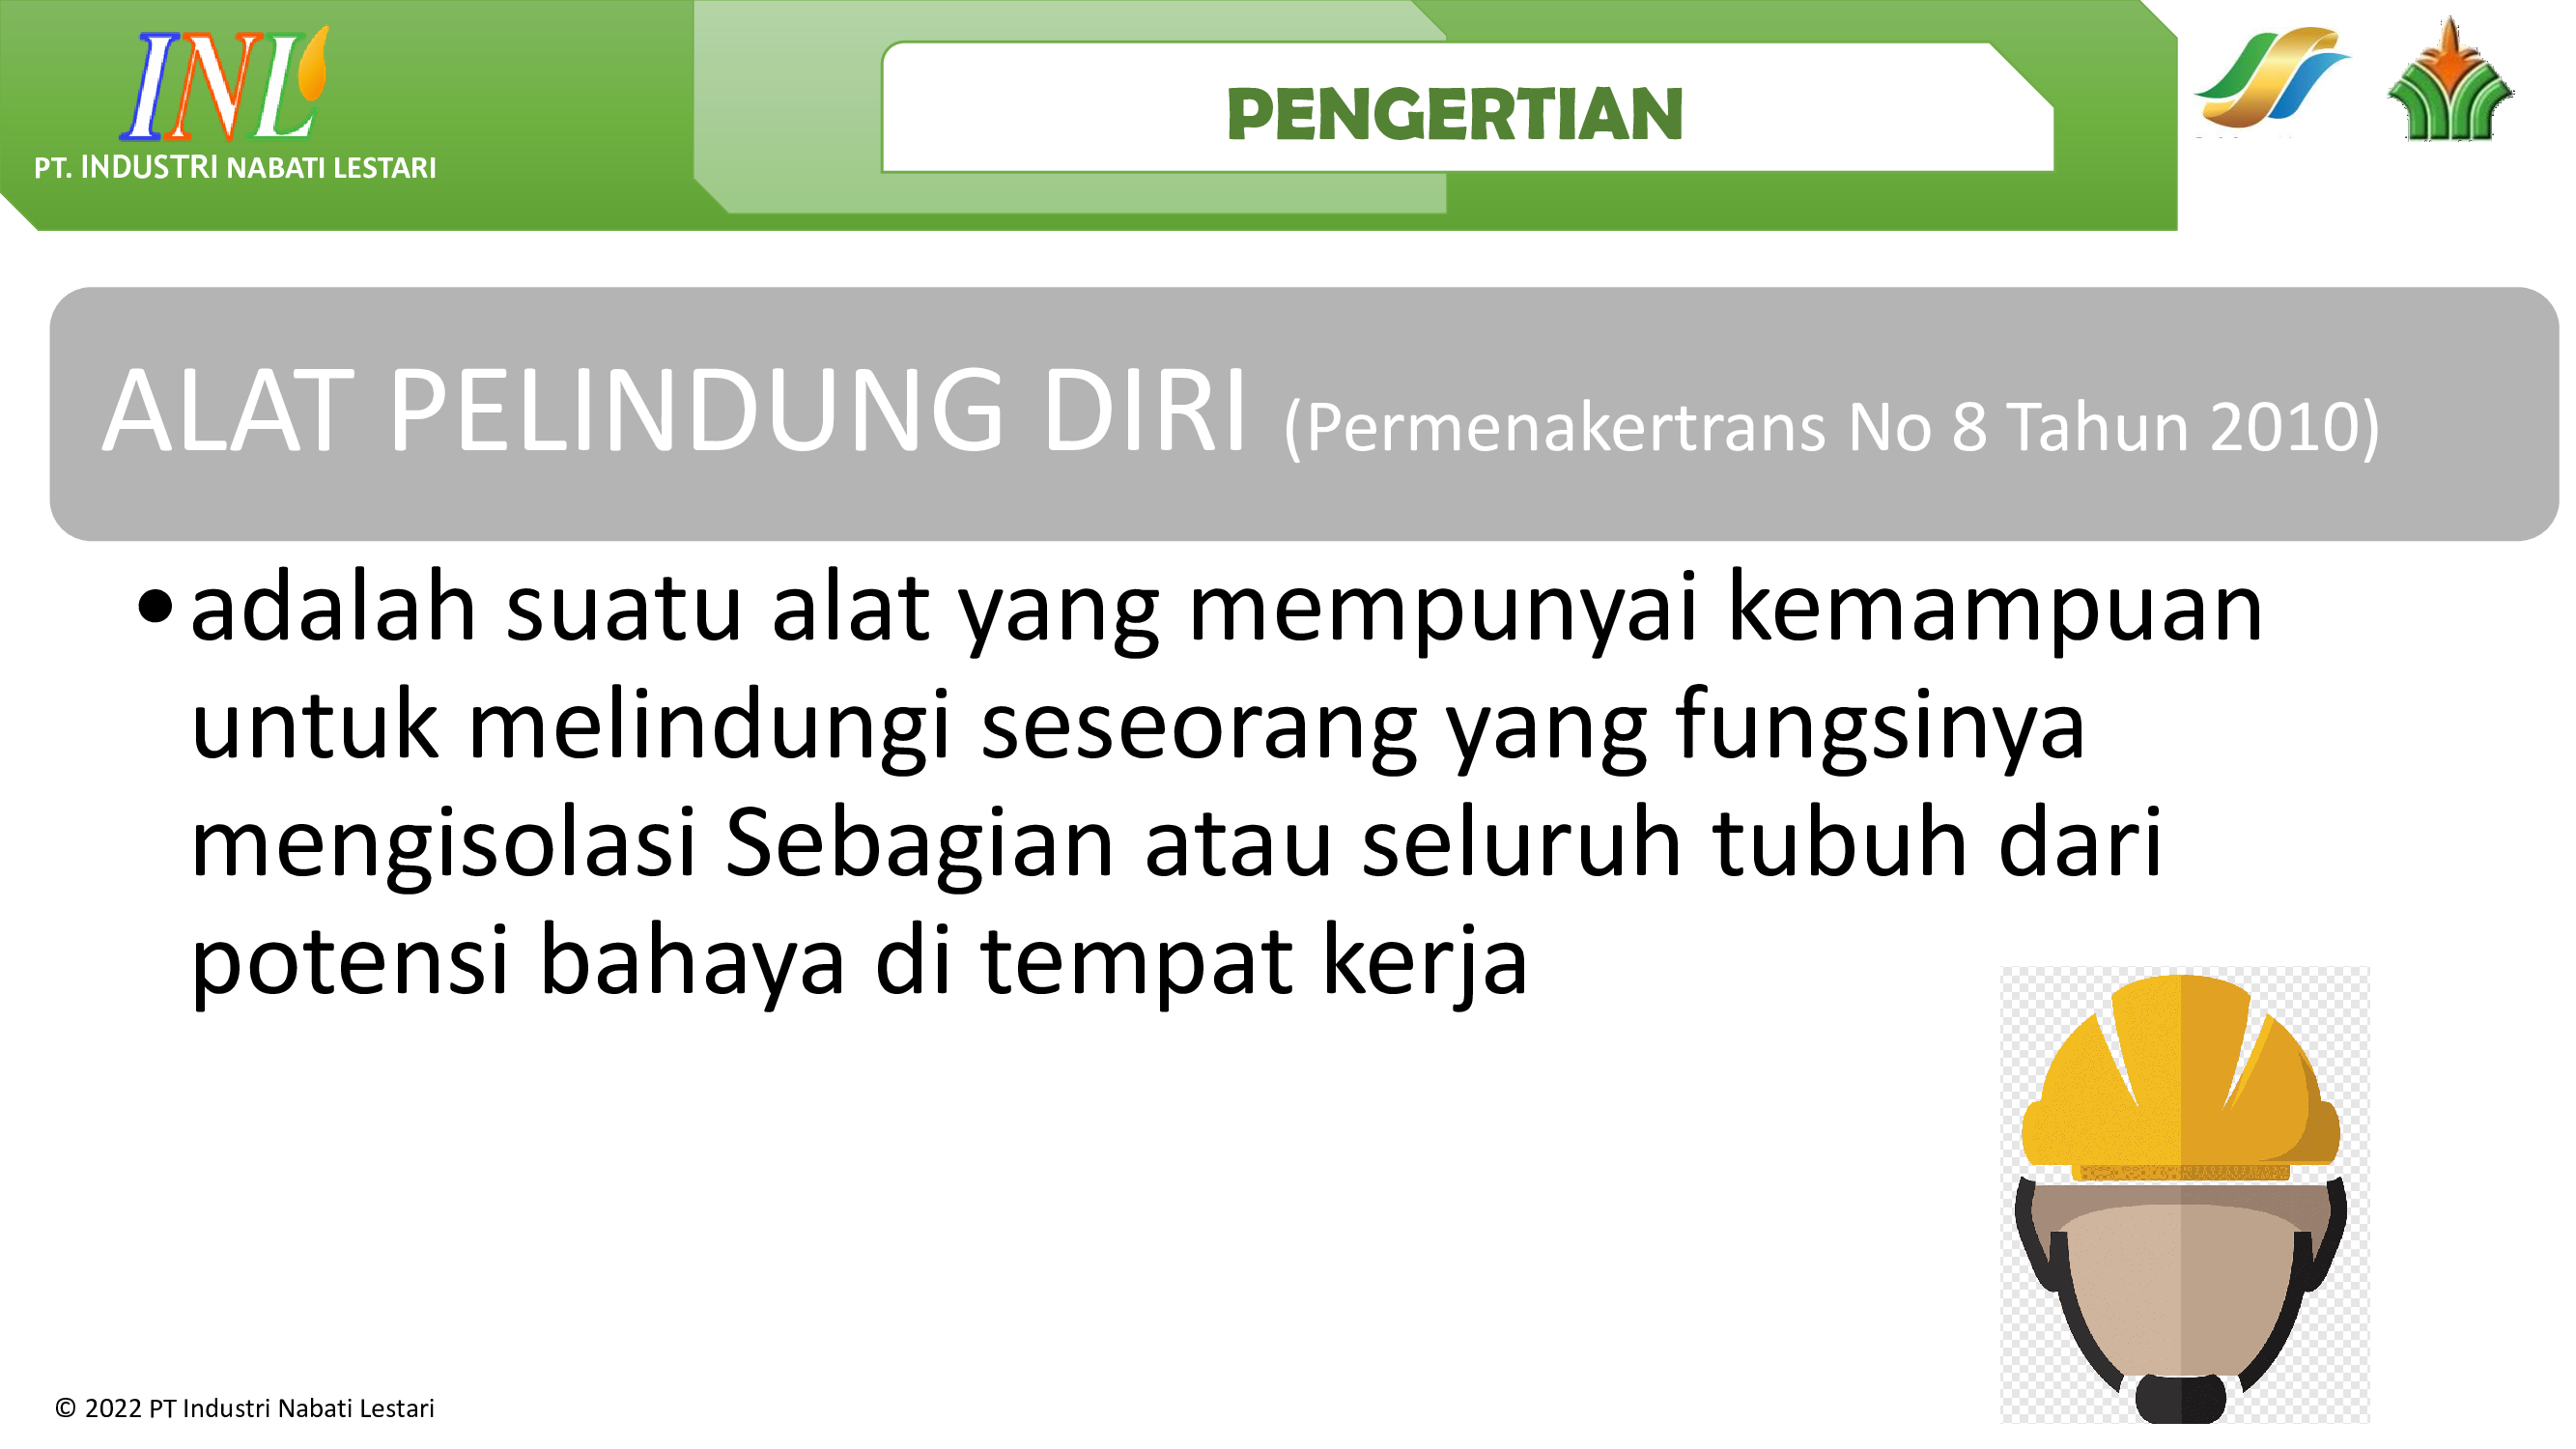 INL
PT. INDUSTRI NABATI LESTARI
PENGERTIAN
ALAT PELINDUNG DIRI (Permenakertrans No 8 Tahun 2010)
•adalah suatu alat yang mempunyai kemampuan
untuk melindungi seseorang yang fungsinya
mengisolasi Sebagian atau seluruh tubuh dari
potensi bahaya di tempat kerja
© 2022 PT Industri Nabati Lestari